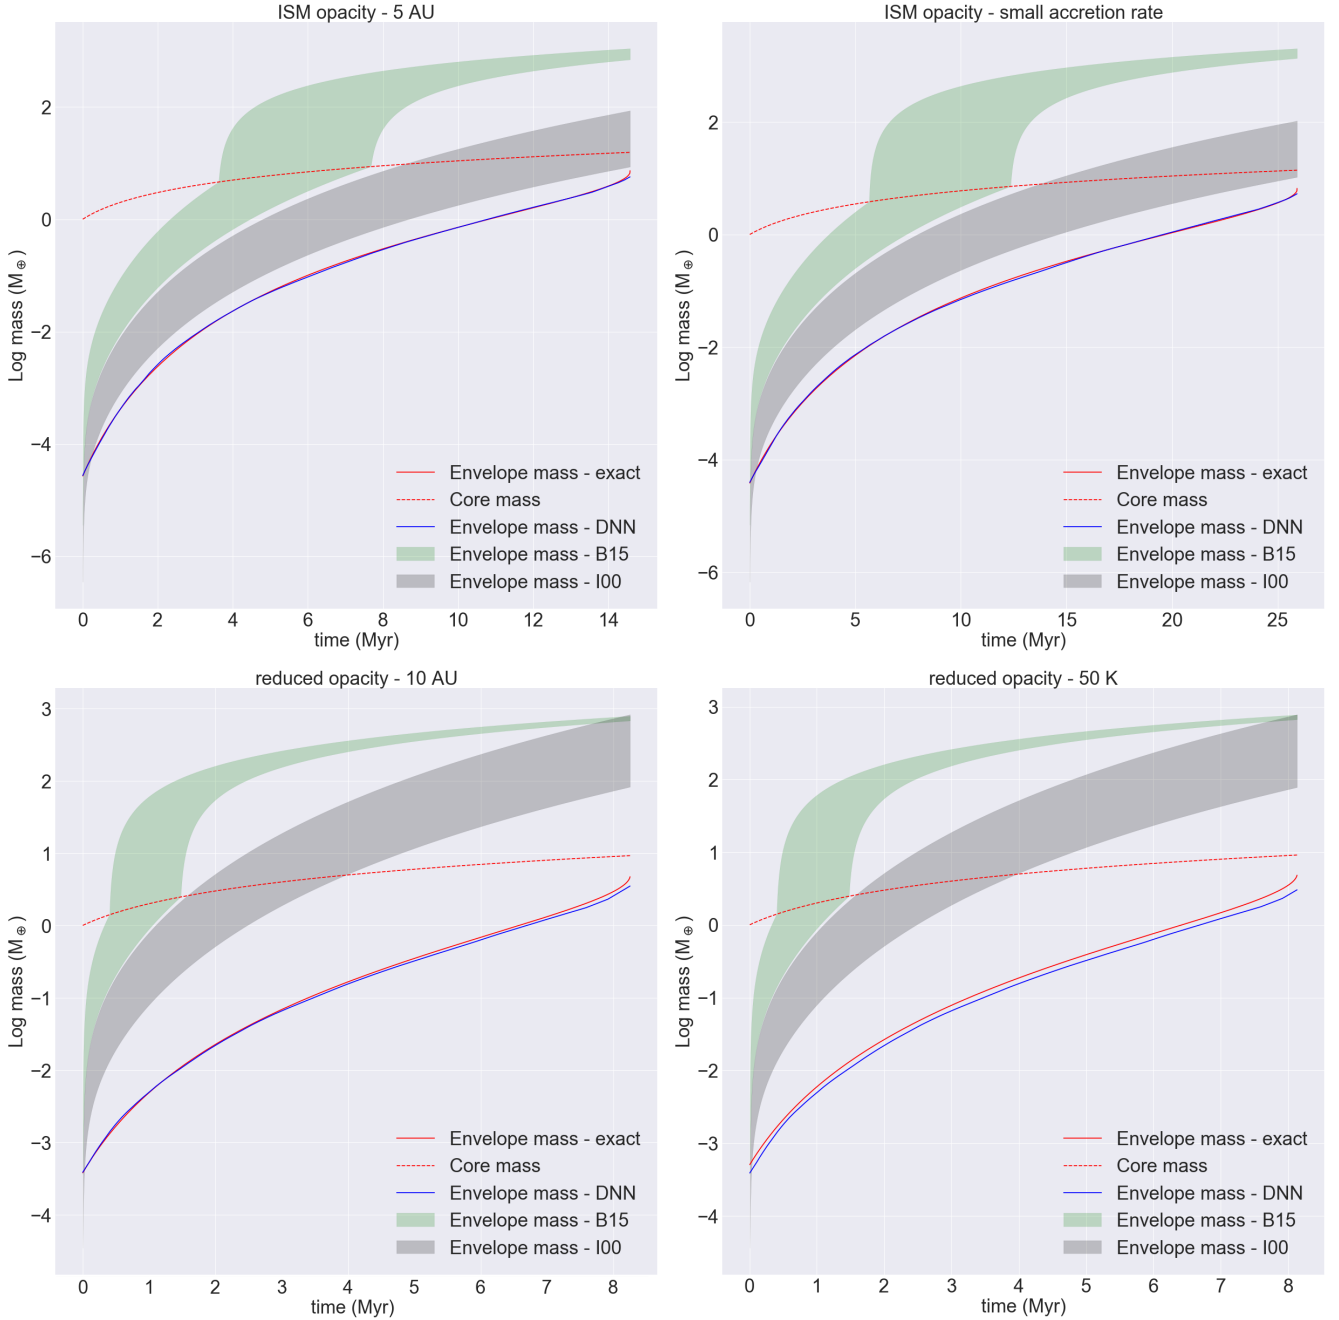 ISM opacity - 5 AU
Log mass (M⊕)
2
0
−2
−4
−6
Envelope mass - exact
Core mass
Envelope mass - DNN
Envelope mass - B15
Envelope mass - I00
0 2 4 6 8 10 12 14
time (Myr)
ISM opacity - small accretion rate
Log mass (M⊕)
2
0
−2
−4
−6
Envelope mass - exact
Core mass
Envelope mass - DNN
Envelope mass - B15
Envelope mass - I00
0 5 10 15 20 25
time (Myr)
reduced opacity - 10 AU
Log mass (M⊕)
3
2
1
0
−1
−2
−3
−4
Envelope mass - exact
Core mass
Envelope mass - DNN
Envelope mass - B15
Envelope mass - I00
0 1 2 3 4 5 6 7 8
time (Myr)
reduced opacity - 50 K
Log mass (M⊕)
3
2
1
0
−1
−2
−3
−4
Envelope mass - exact
Core mass
Envelope mass - DNN
Envelope mass - B15
Envelope mass - I00
0 1 2 3 4 5 6 7 8
time (Myr)